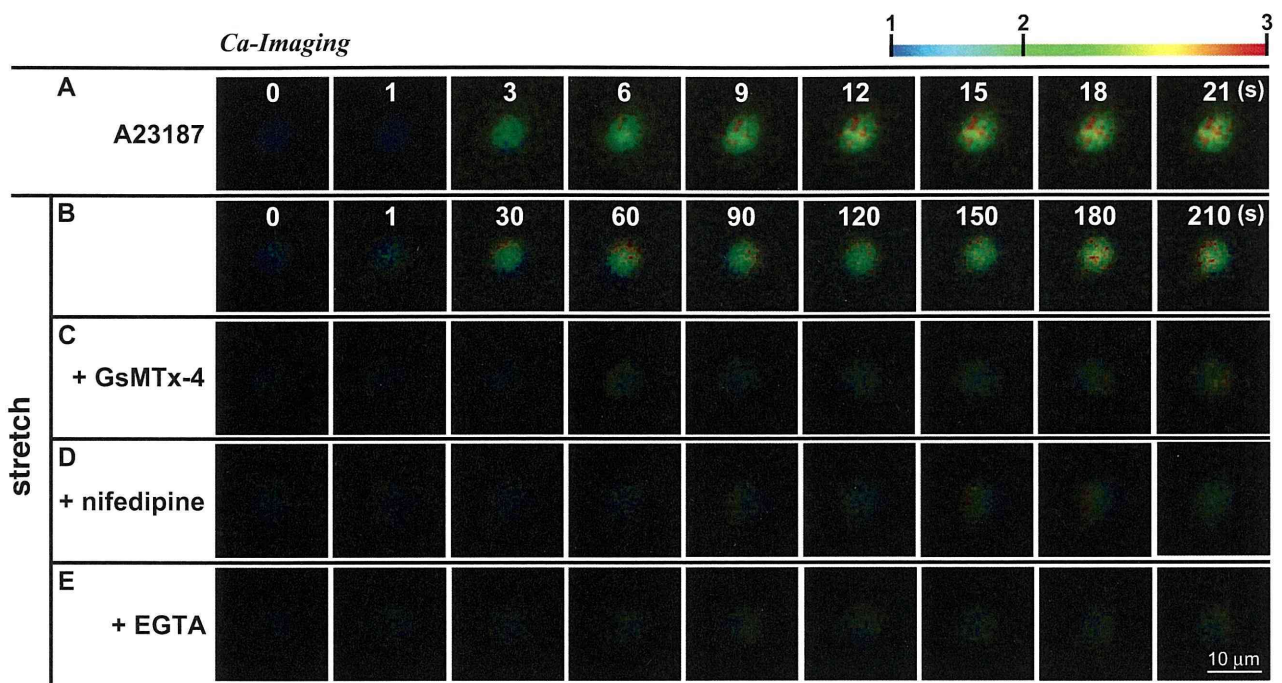 Ca-Imaging
1 2 3
A
A23187
0 1 3 6 9 12 15 18 21 (s)
stretch
B
0 1 30 60 90 120 150 180 210 (s)
C
+ GsMTx-4
D
+ nifedipine
E
+ EGTA
10 μm